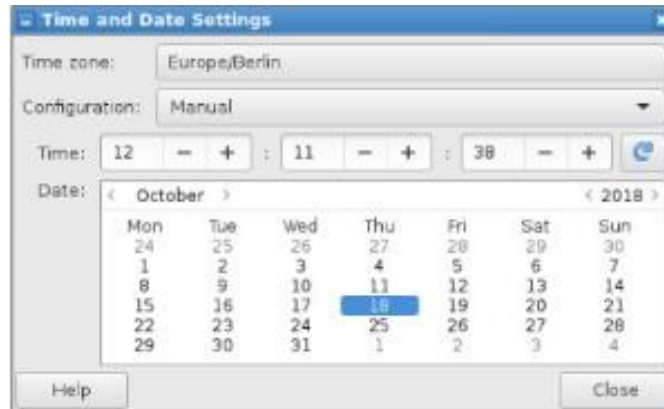 Time and Date Settings
Time zone: Europe/Berlin
Configuration: Manual
Time: 12 − + : 11 − + : 38 − +
Date: < October > < 2018 >
Mon Tue Wed Thu Fri Sat Sun
24 25 26 27 28 29 30
1 2 3 4 5 6 7
8 9 10 11 12 13 14
15 16 17 18 19 20 21
22 23 24 25 26 27 28
29 30 31 1 2 3 4
Help Close